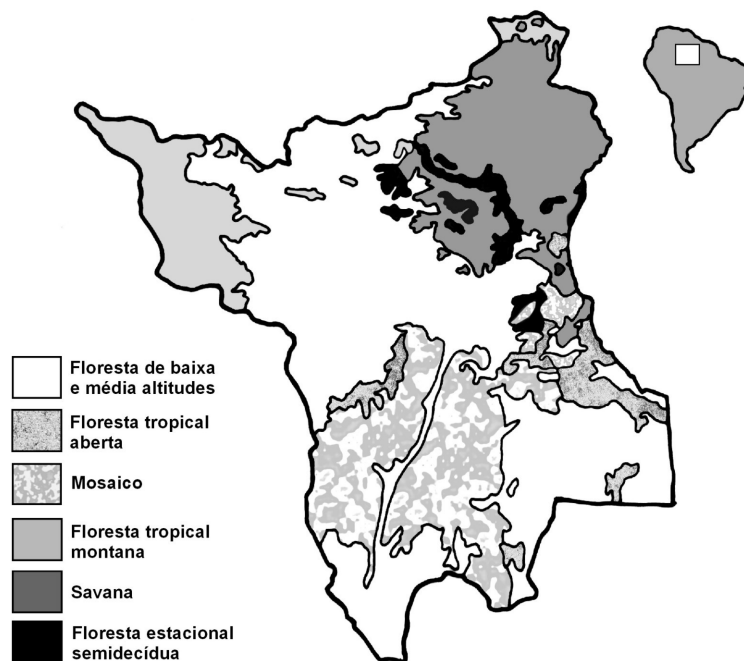 Floresta de baixa
e média altitudes
Floresta tropical
aberta
Mosaico
Floresta tropical
montana
Savana
Floresta estacional
semidecídua